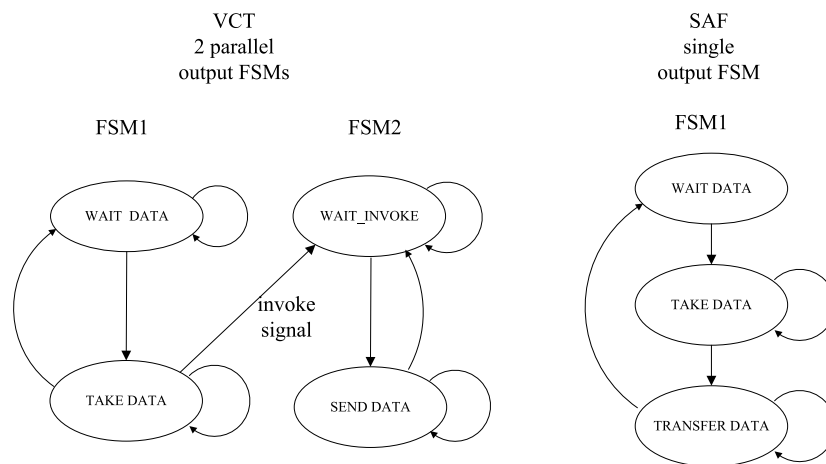 VCT
2 parallel
output FSMs
SAF
single
output FSM
FSM1
FSM2
FSM1
WAIT DATA
WAIT_INVOKE
WAIT DATA
invoke
signal
TAKE DATA
TAKE DATA
SEND DATA
TRANSFER DATA